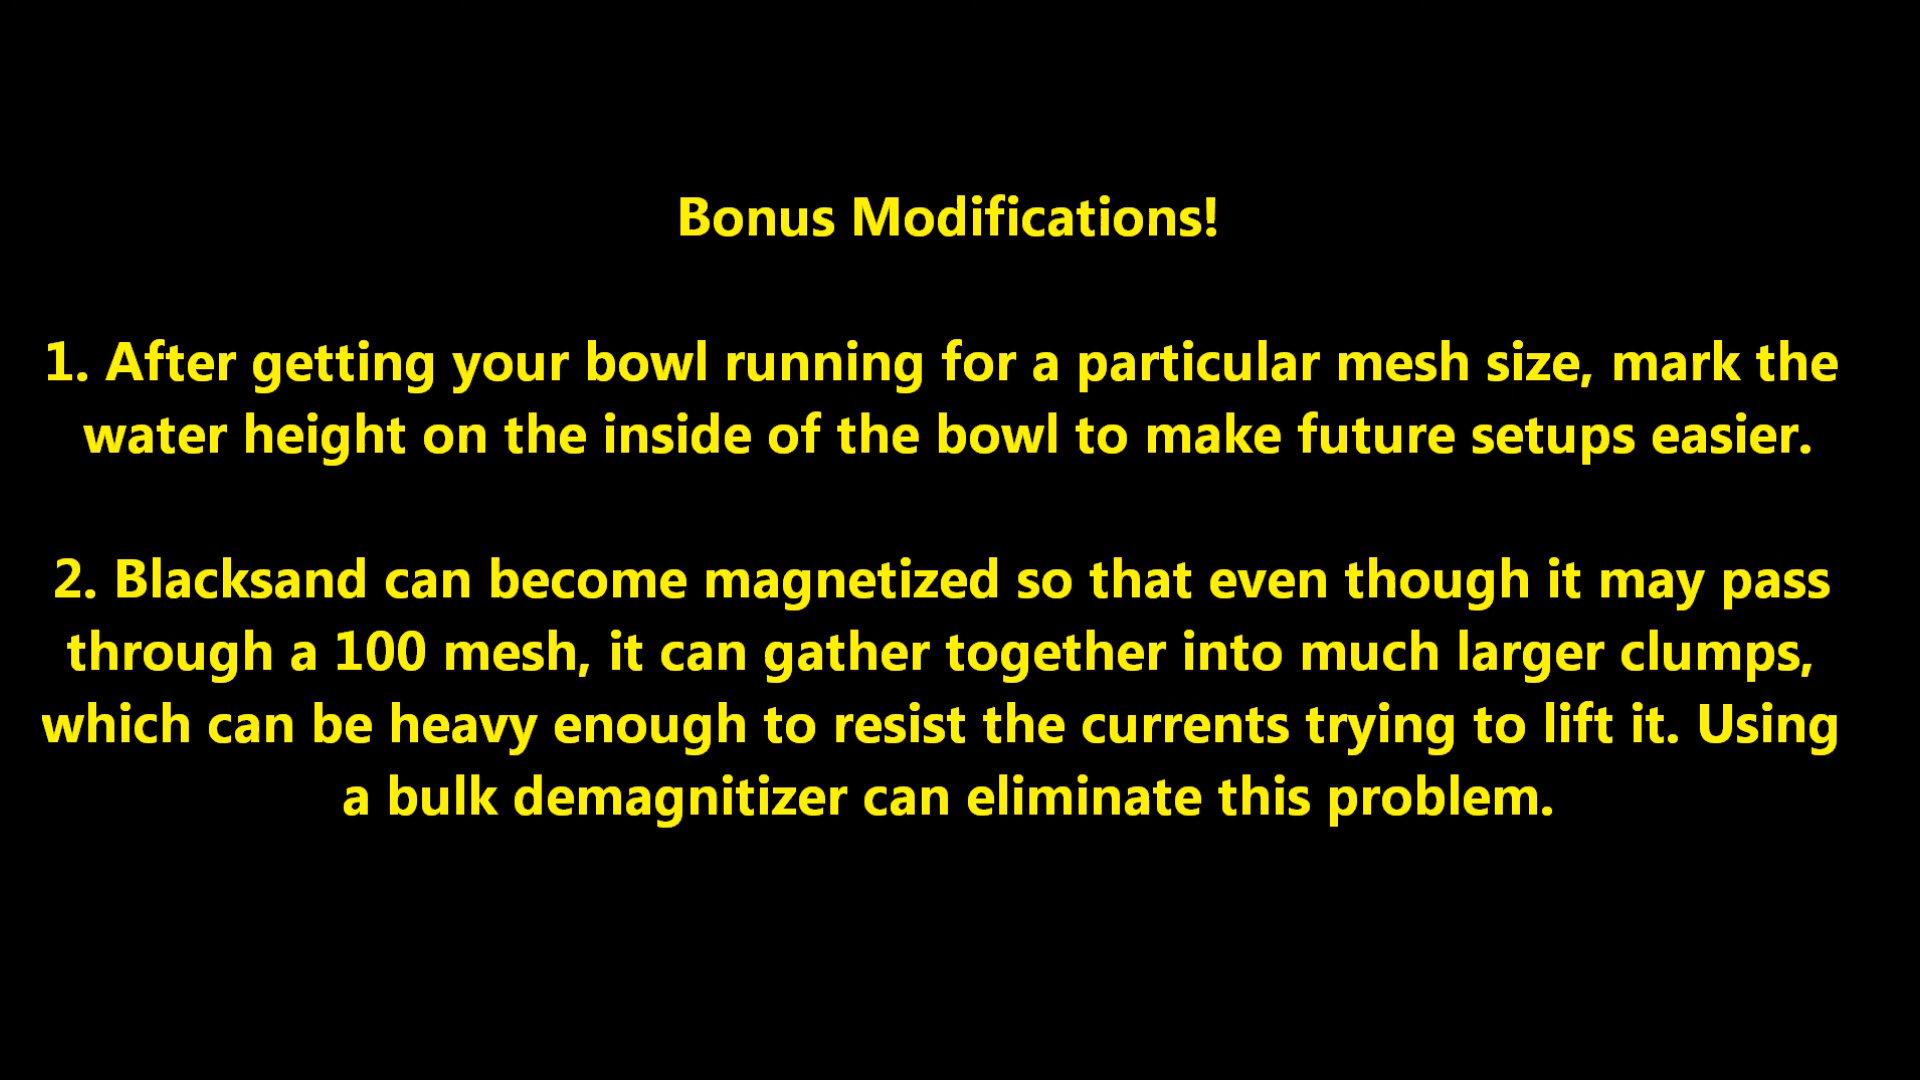 Bonus Modifications!
1. After getting your bowl running for a particular mesh size, mark the
water height on the inside of the bowl to make future setups easier.
2. Blacksand can become magnetized so that even though it may pass
through a 100 mesh, it can gather together into much larger clumps,
which can be heavy enough to resist the currents trying to lift it. Using
a bulk demagnitizer can eliminate this problem.